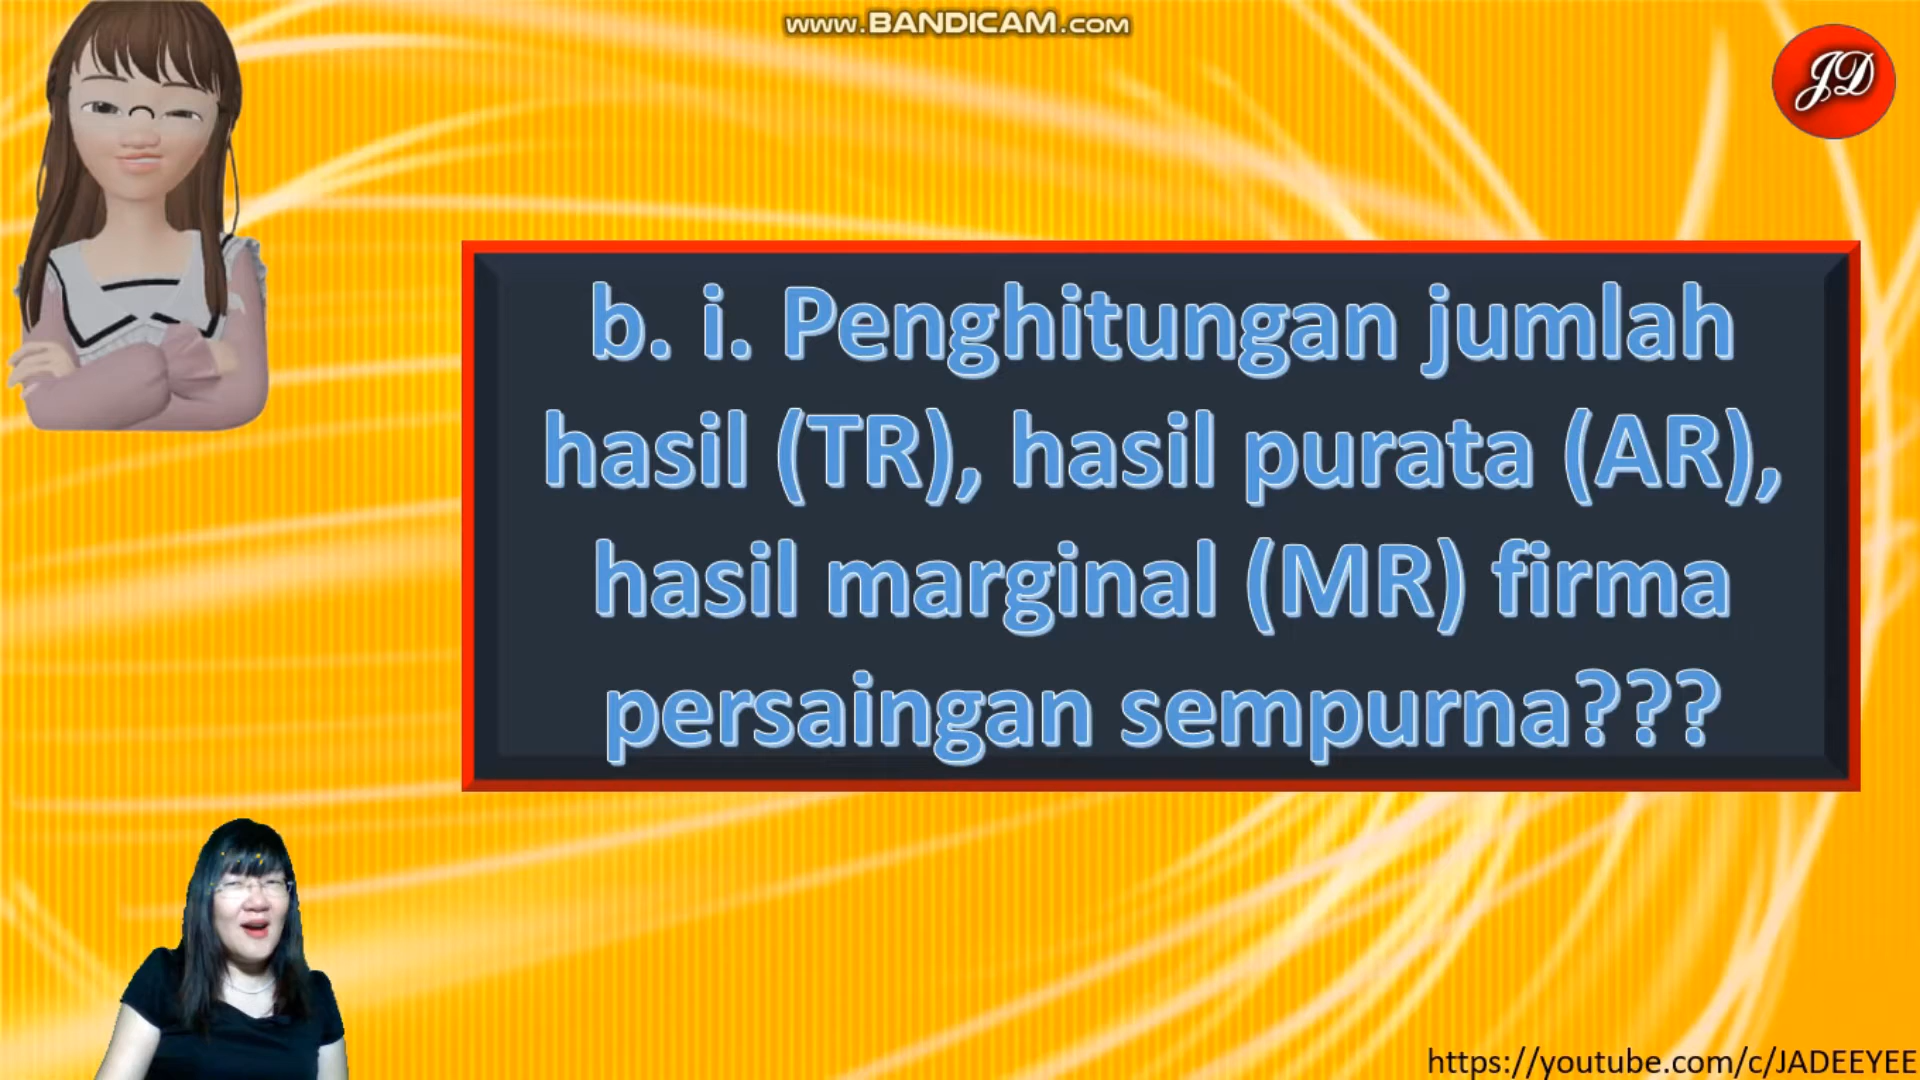 www.BANDICAM.com
JD
b. i. Penghitungan jumlah
hasil (TR), hasil purata (AR),
hasil marginal (MR) firma
persaingan sempurna???
https://youtube.com/c/JADEEYEE